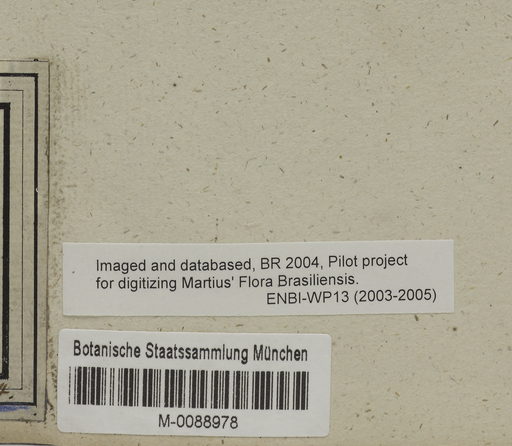 Imaged and databased, BR 2004, Pilot project
for digitizing Martius' Flora Brasiliensis.
ENBI-WP13 (2003-2005)
Botanische Staatssammlung München
M-0088978